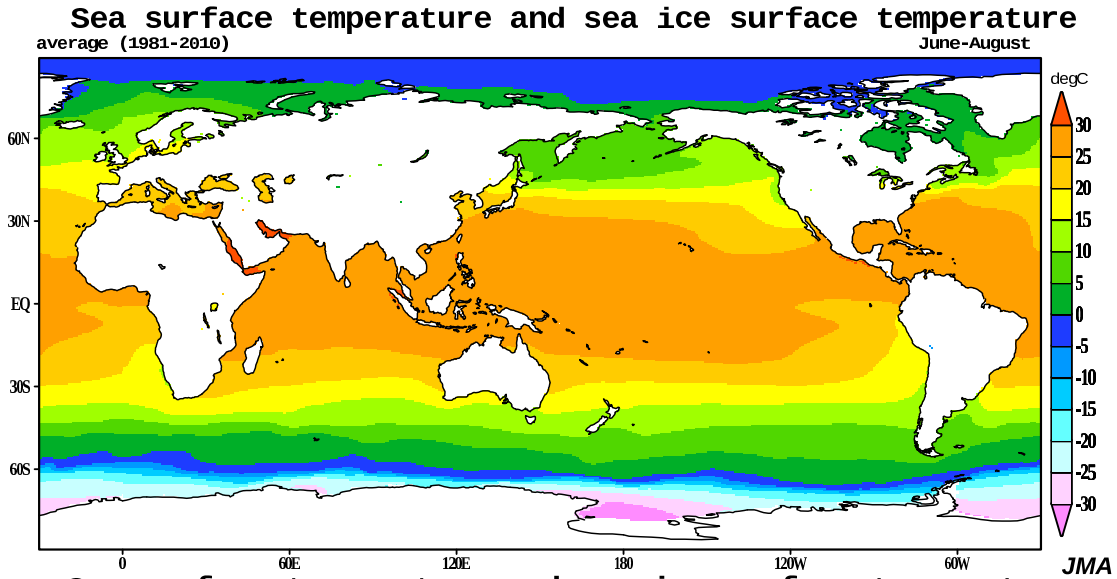 Sea surface temperature and sea ice surface temperature
average (1981-2010)
June-August
degC
30
25
20
15
10
5
0
-5
-10
-15
-20
-25
-30
60N
30N
EQ
30S
60S
0
60E
120E
180
120W
60W
JMA